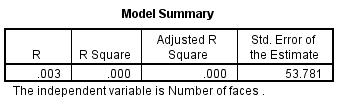 Model Summary
R R Square Adjusted R Square Std. Error of the Estimate
.003 .000 .000 53.781
The independent variable is Number of faces .